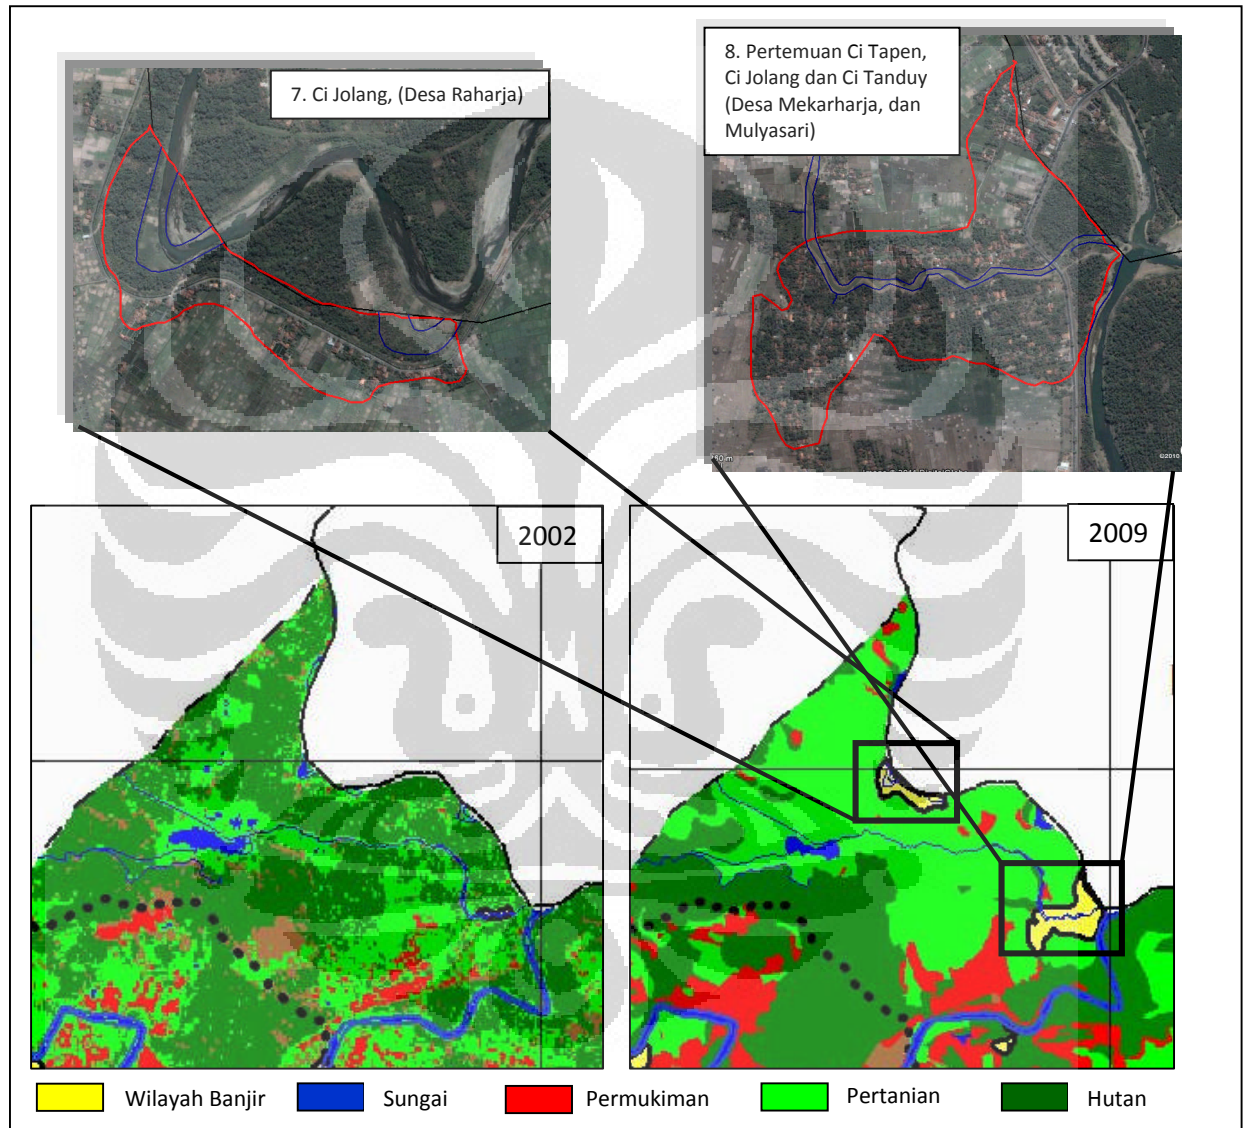 7. Ci Jolang, (Desa Raharja)
8. Pertemuan Ci Tapen,
Ci Jolang dan Ci Tanduy
(Desa Mekarharja, dan
Mulyasari)
©2010
2002
2009
Wilayah Banjir
Sungai
Permukiman
Pertanian
Hutan